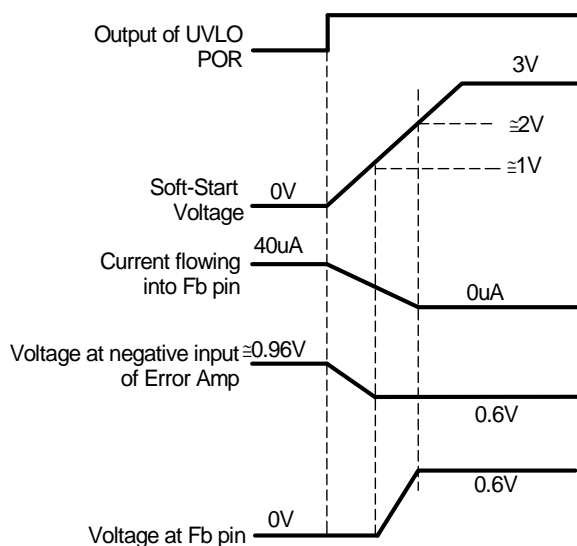 Output of UVLO
POR
3V
≅2V
≅1V
Soft-Start
Voltage
0V
40uA
Current flowing
into Fb pin
0uA
Voltage at negative input
of Error Amp
≅0.96V
0.6V
0.6V
0V
Voltage at Fb pin